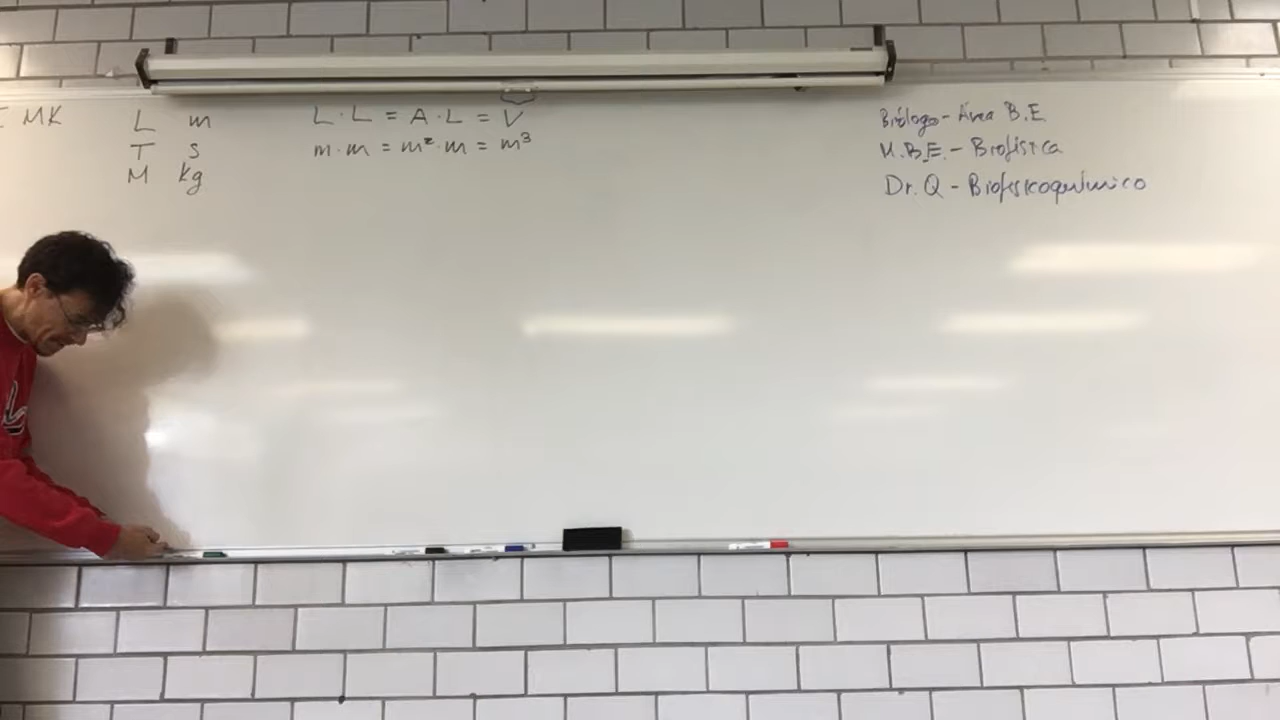 MK
L m
T s
M kg
L · L = A · L = V
m · m = m² · m = m³
Biólogo - Área B.E.
M.B.E. - Biofísica
Dr. Q - Biofisicoquímico